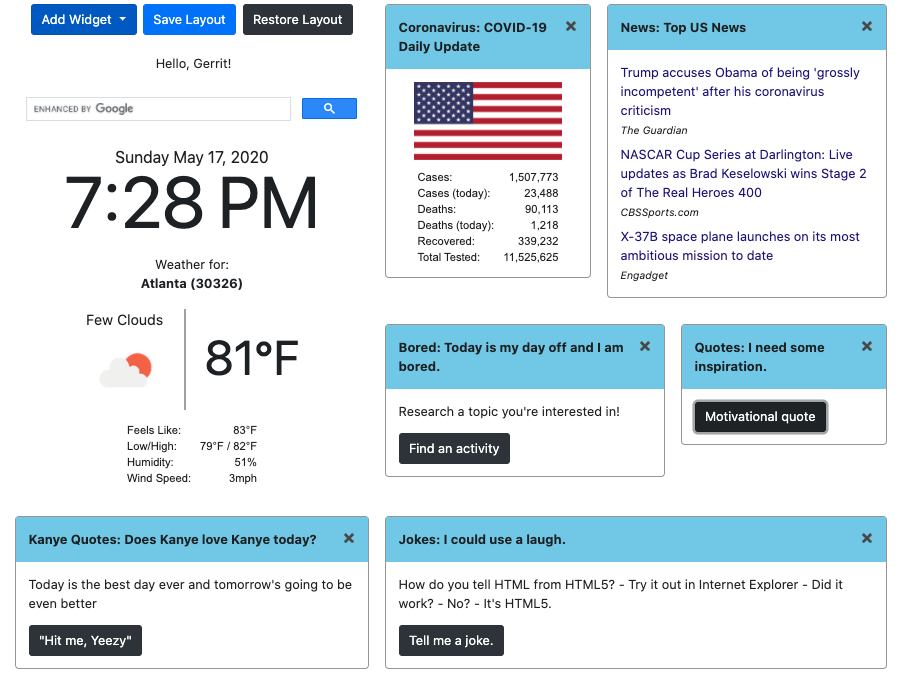 Add Widget
Save Layout
Restore Layout
Hello, Gerrit!
ENHANCED BY Google
Sunday May 17, 2020
7:28 PM
Weather for:
Atlanta (30326)
Few Clouds
81°F
Feels Like: 83°F
Low/High: 79°F / 82°F
Humidity: 51%
Wind Speed: 3mph
Coronavirus: COVID-19
Daily Update
Cases: 1,507,773
Cases (today): 23,488
Deaths: 90,113
Deaths (today): 1,218
Recovered: 339,232
Total Tested: 11,525,625
News: Top US News
Trump accuses Obama of being 'grossly
incompetent' after his coronavirus
criticism
The Guardian
NASCAR Cup Series at Darlington: Live
updates as Brad Keselowski wins Stage 2
of The Real Heroes 400
CBSSports.com
X-37B space plane launches on its most
ambitious mission to date
Engadget
Bored: Today is my day off and I am
bored.
Research a topic you're interested in!
Find an activity
Quotes: I need some
inspiration.
Motivational quote
Kanye Quotes: Does Kanye love Kanye today?
Today is the best day ever and tomorrow's going to be
even better
"Hit me, Yeezy"
Jokes: I could use a laugh.
How do you tell HTML from HTML5? - Try it out in Internet Explorer - Did it
work? - No? - It's HTML5.
Tell me a joke.